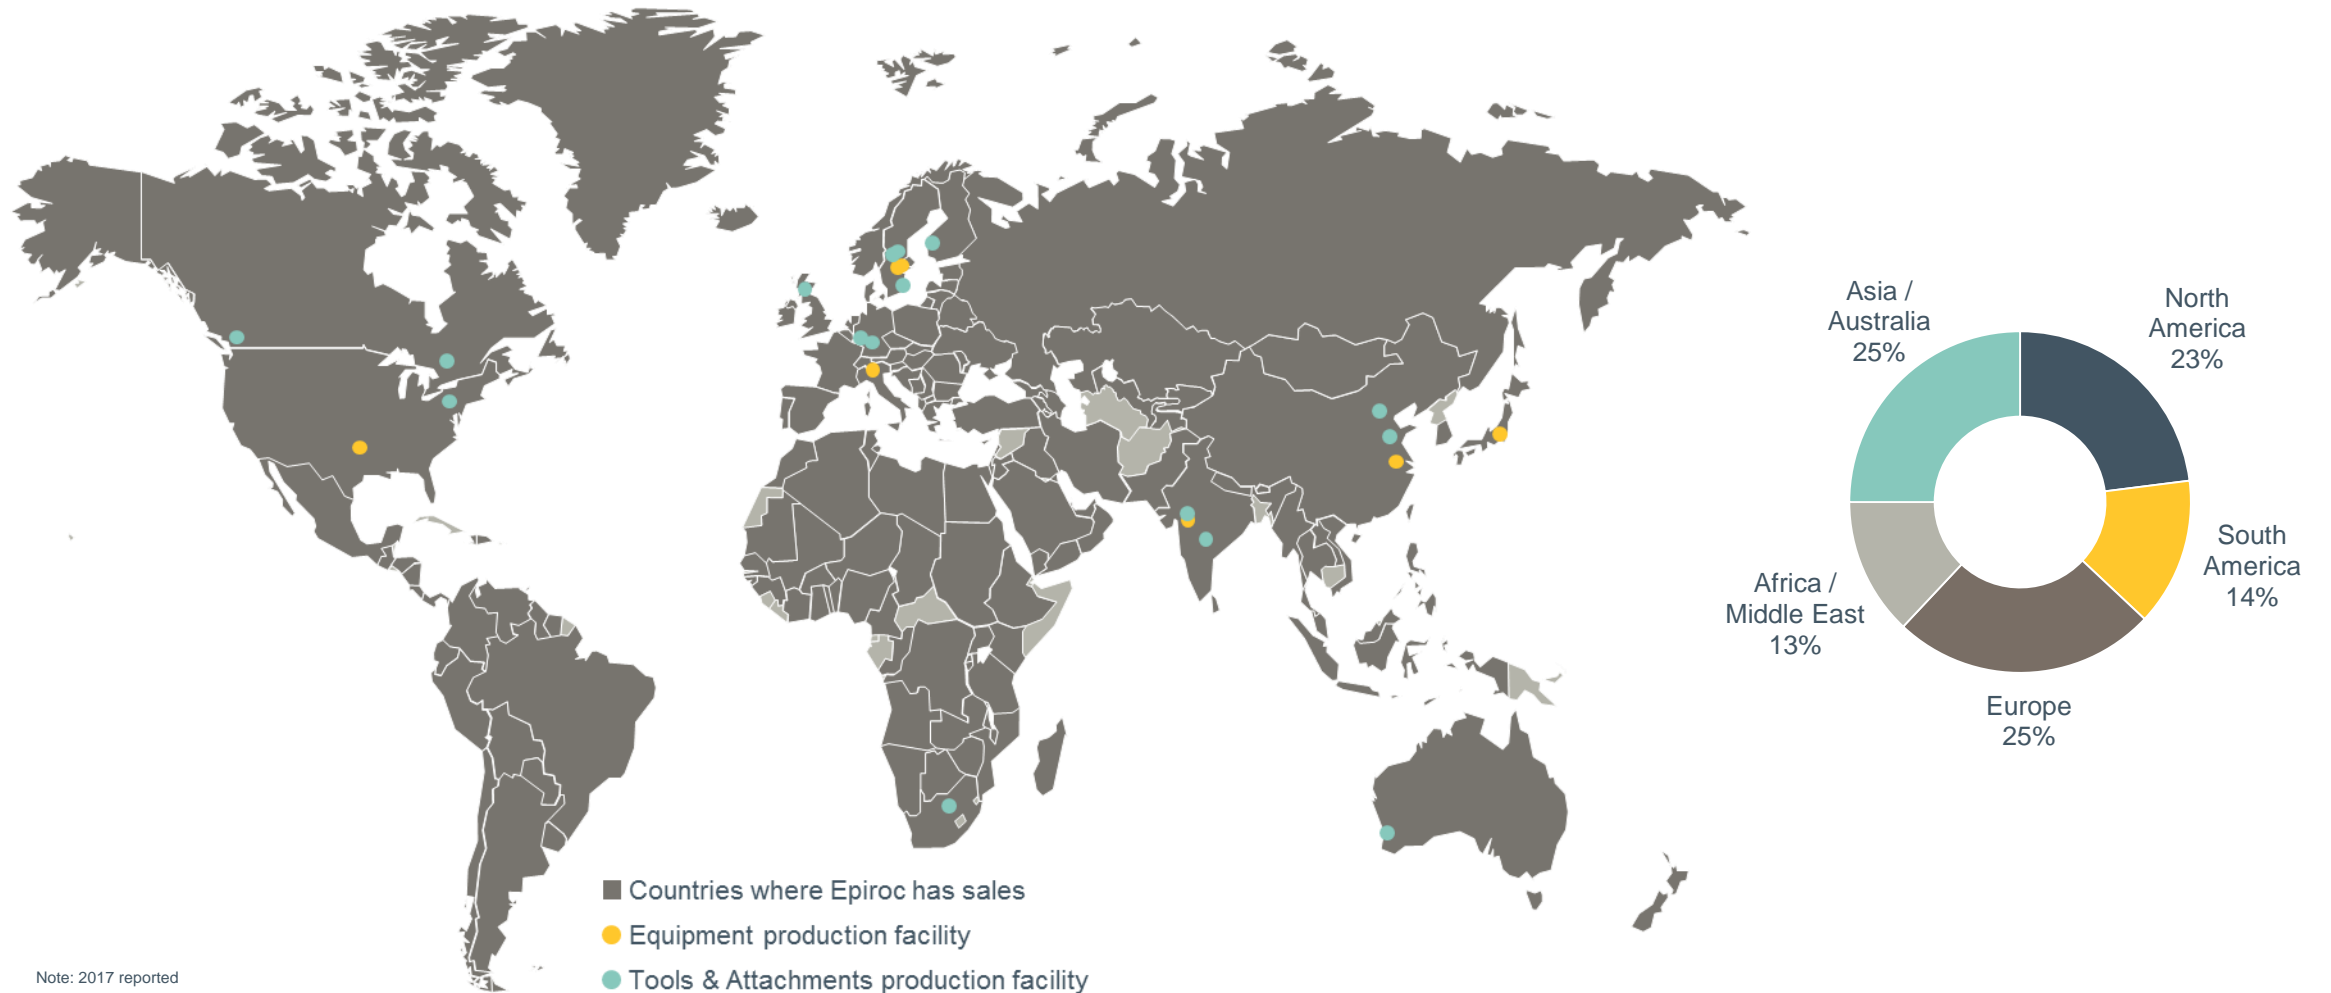 Asia /
Australia
25%
North
America
23%
South
America
14%
Africa /
Middle East
13%
Europe
25%
Countries where Epiroc has sales
Equipment production facility
Tools & Attachments production facility
Note: 2017 reported